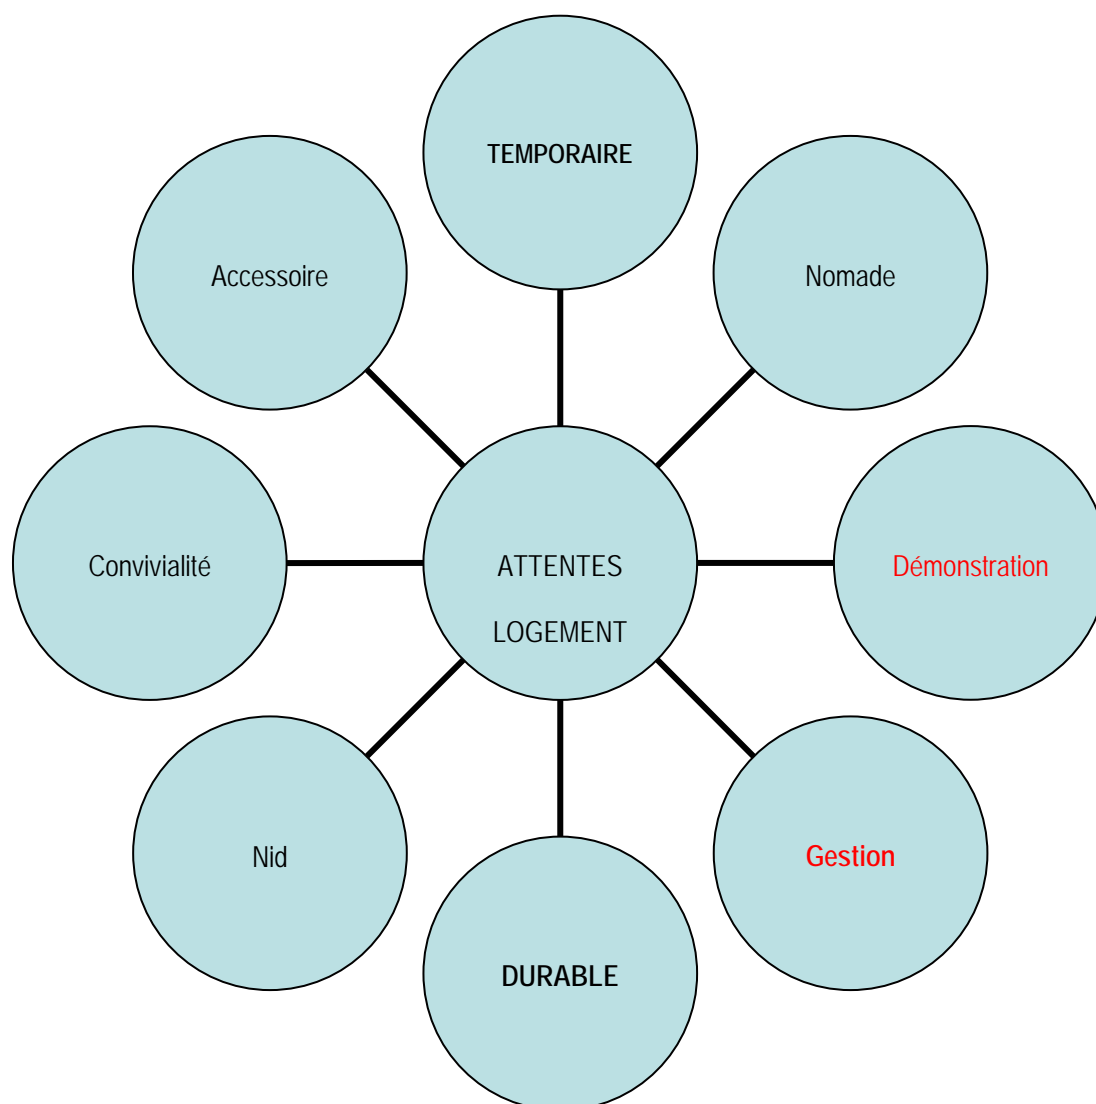 TEMPORAIRE
Accessoire
Nomade
Convivialité
ATTENTES
LOGEMENT
Démonstration
Nid
Gestion
DURABLE